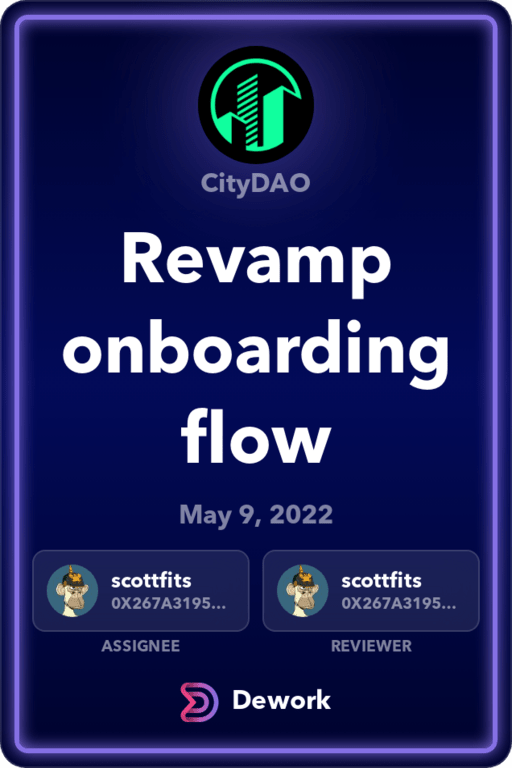 CityDAO
Revamp
onboarding
flow
May 9, 2022
scottfits
0X267A3195...
ASSIGNEE
scottfits
0X267A3195...
REVIEWER
Dework